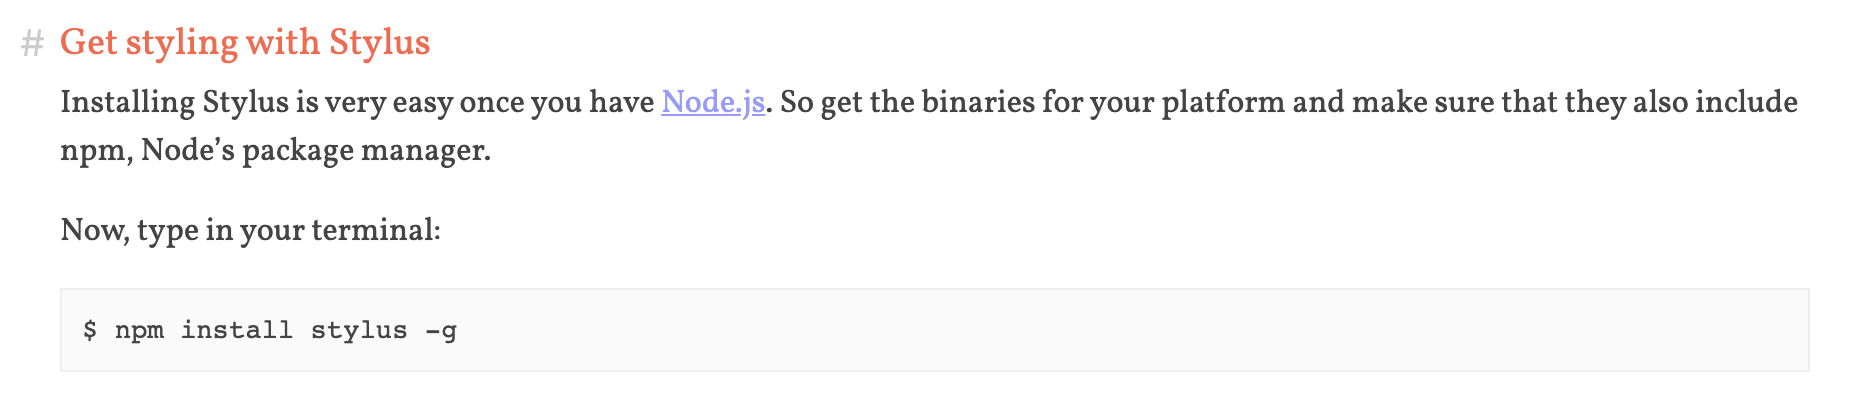 # Get styling with Stylus
Installing Stylus is very easy once you have Node.js. So get the binaries for your platform and make sure that they also include
npm, Node’s package manager.
Now, type in your terminal:
$ npm install stylus -g